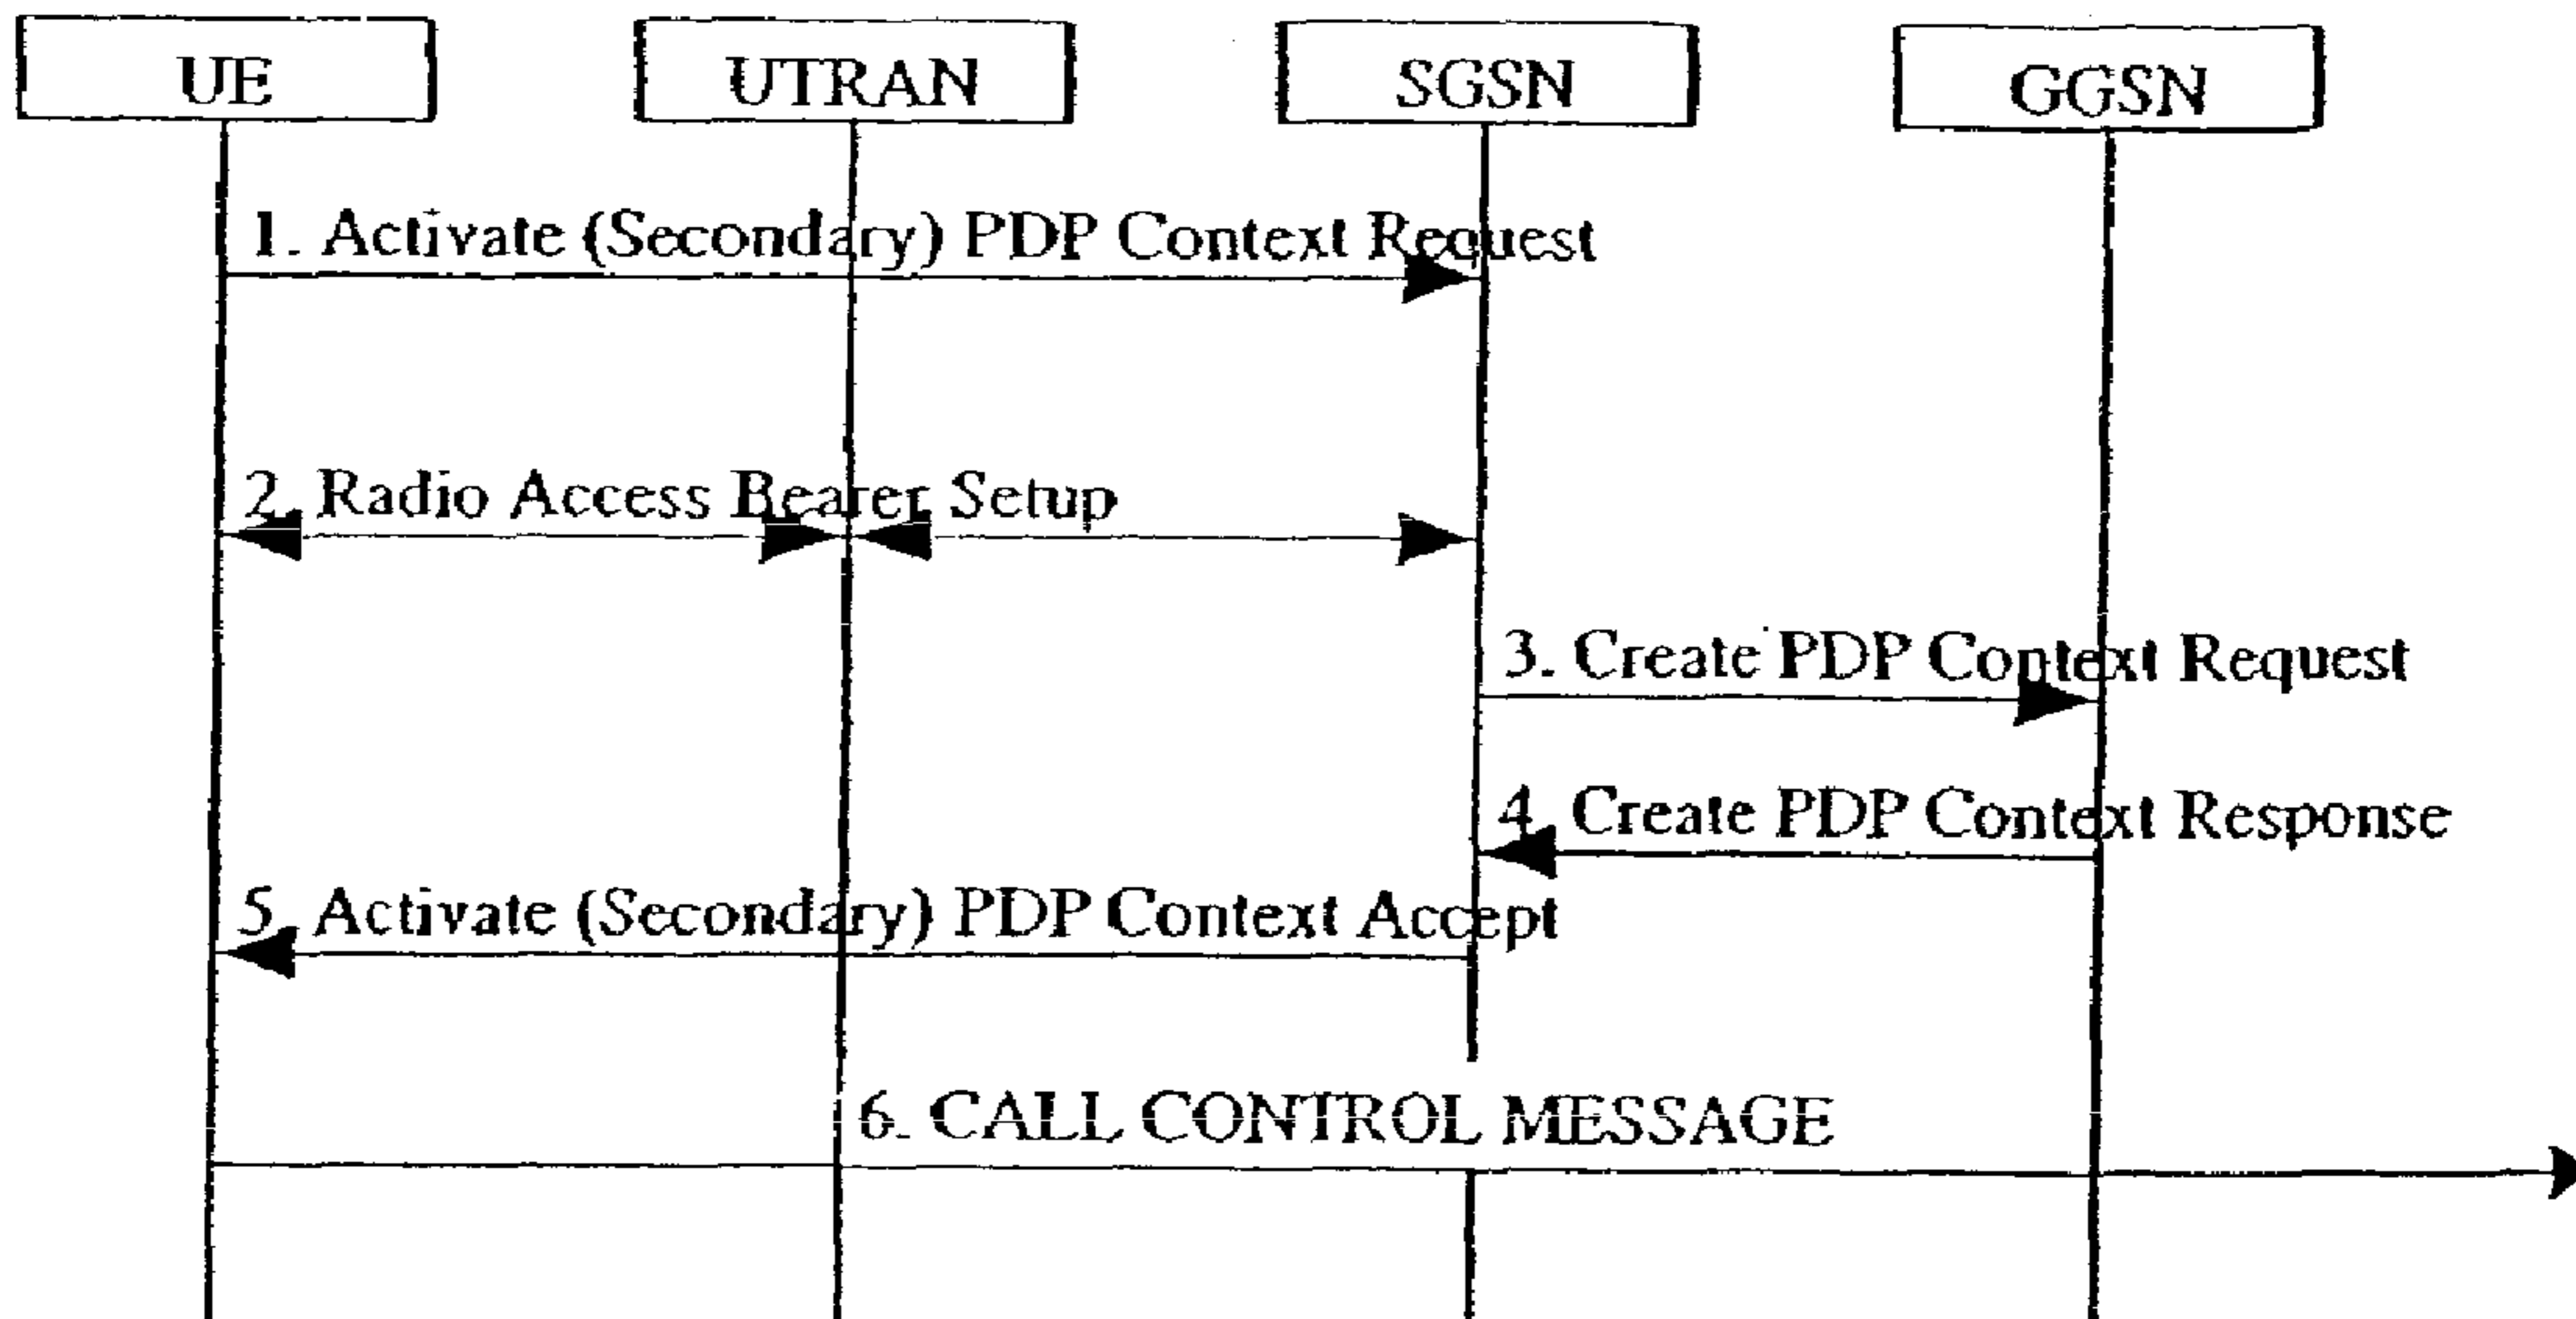 UE
UTRAN
SGSN
GGSN
1. Activate (Secondary) PDP Context Request
2. Radio Access Bearer Setup
3. Create PDP Context Request
4. Create PDP Context Response
5. Activate (Secondary) PDP Context Accept
6. CALL CONTROL MESSAGE